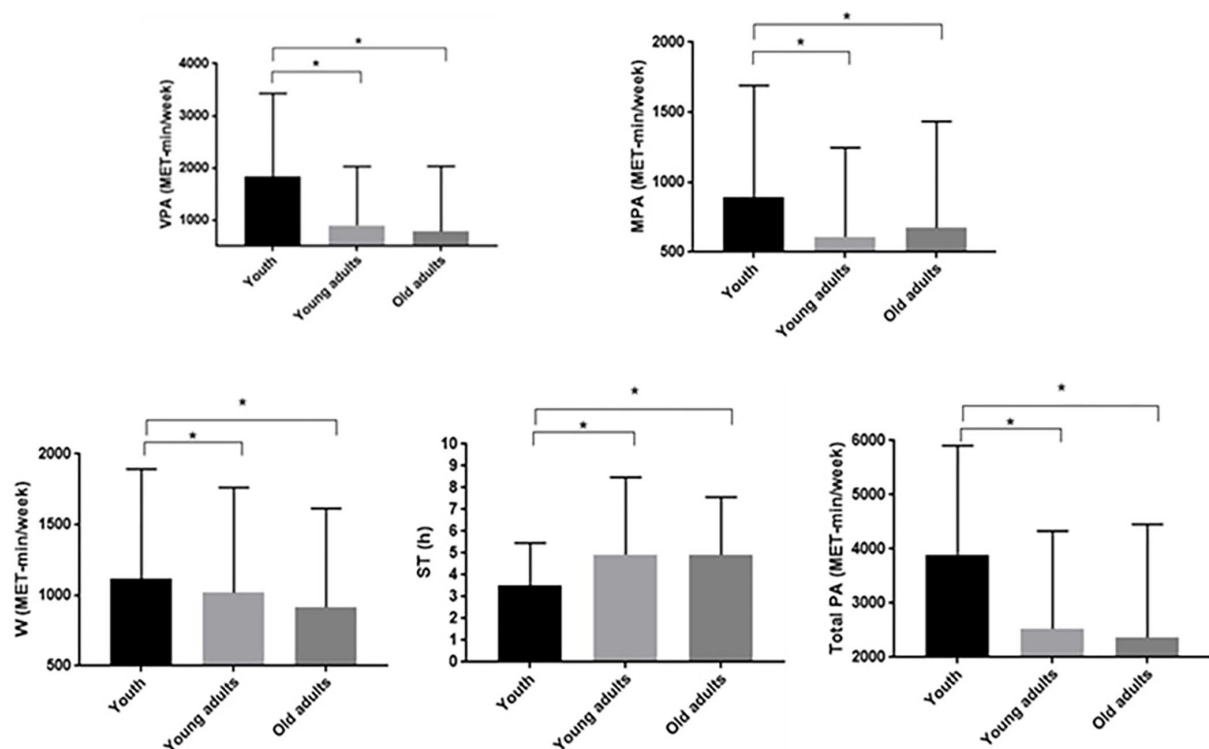 *
*
4000
3000
2000
1000
VPA (MET-min/week)
Youth
Young adults
Old adults
*
*
2000
1500
1000
500
MPA (MET-min/week)
Youth
Young adults
Old adults
*
*
2000
1500
1000
500
W (MET-min/week)
Youth
Young adults
Old adults
*
*
10
9
8
7
6
5
4
3
2
1
0
ST (h)
Youth
Young adults
Old adults
*
*
6000
5000
4000
3000
2000
Total PA (MET-min/week)
Youth
Young adults
Old adults